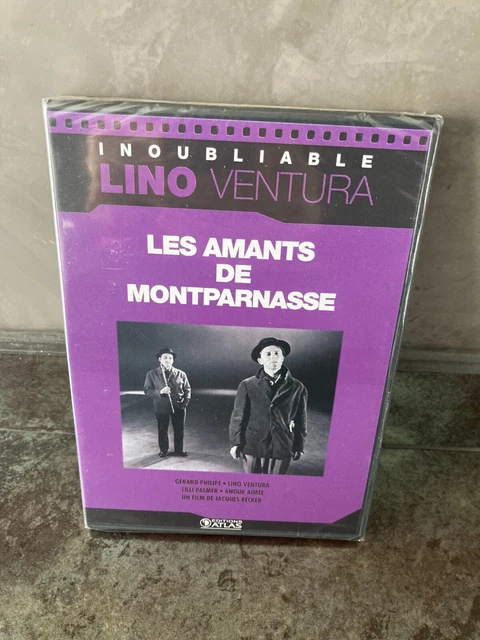 INOUBLIABLE
LINO VENTURA
LES AMANTS
DE
MONTPARNASSE
GÉRARD PHILIPE • LINO VENTURA
LILLI PALMER • ANOUK AIMÉE
UN FILM DE JACQUES BECKER
EDITIONS
ATLAS